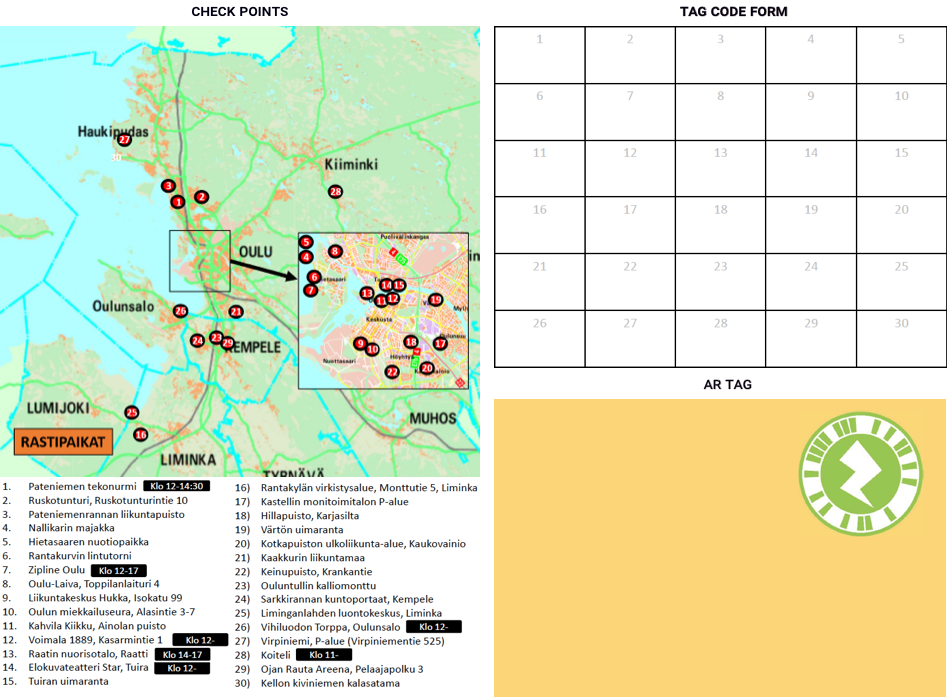 CHECK POINTS
Haukipudas
27
30
Kiiminki
28
3
2
1
OULU
Oulunsalo
26
21
24
23
29
KEMPELE
LUMIJOKI
25
16
RASTIPAIKAT
LIMINKA
MUHOS
TYRNÄVÄ
Puolivälinkangas
5
8
4
6
7
14
15
13
11
12
19
Keskusta
9
10
18
17
Nuottasaari
Höyhtyä
20
22
1. Pateniemen tekonurmi Klo 12-14:30
2. Ruskotunturi, Ruskotunturintie 10
3. Pateniemenrannan liikuntapuisto
4. Nallikarin majakka
5. Hietasaaren nuotiopaikka
6. Rantakurvin lintutorni
7. Zipline Oulu Klo 12-17
8. Oulu-Laiva, Toppilanlaituri 4
9. Liikuntakeskus Hukka, Isokatu 99
10. Oulun miekkailuseura, Alasintie 3-7
11. Kahvila Kiikku, Ainolan puisto
12. Voimala 1889, Kasarmintie 1 Klo 12-
13. Raatin nuorisotalo, Raatti Klo 14-17
14. Elokuvateatteri Star, Tuira Klo 12-
15. Tuiran uimaranta
16) Rantakylän virkistysalue, Monttutie 5, Liminka
17) Kastellin monitoimitalon P-alue
18) Hillapuisto, Karjasilta
19) Värtön uimaranta
20) Kotkapuiston ulkoliikunta-alue, Kaukovainio
21) Kaakkurin liikuntamaa
22) Keinupuisto, Krankantie
23) Ouluntullin kalliomonttu
24) Sarkkirannan kuntoportaat, Kempele
25) Liminganlahden luontokeskus, Liminka
26) Vihiluodon Torppa, Oulunsalo Klo 12-
27) Virpiniemi, P-alue (Virpiniementie 525)
28) Koiteli Klo 11-
29) Ojan Rauta Areena, Pelaajapolku 3
30) Kellon kiviniemen kalasatama
TAG CODE FORM
1 2 3 4 5
6 7 8 9 10
11 12 13 14 15
16 17 18 19 20
21 22 23 24 25
26 27 28 29 30
AR TAG